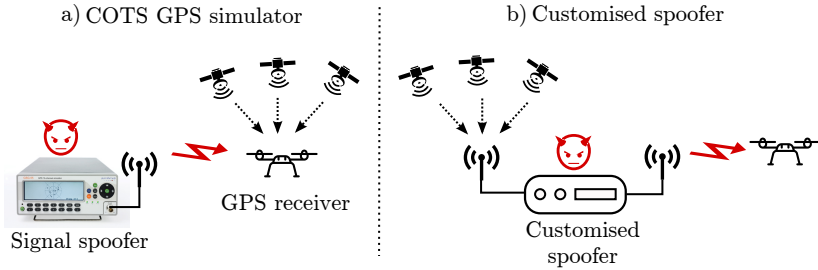 a) COTS GPS simulator
GPS receiver
Signal spoofer
b) Customised spoofer
Customised
spoofer